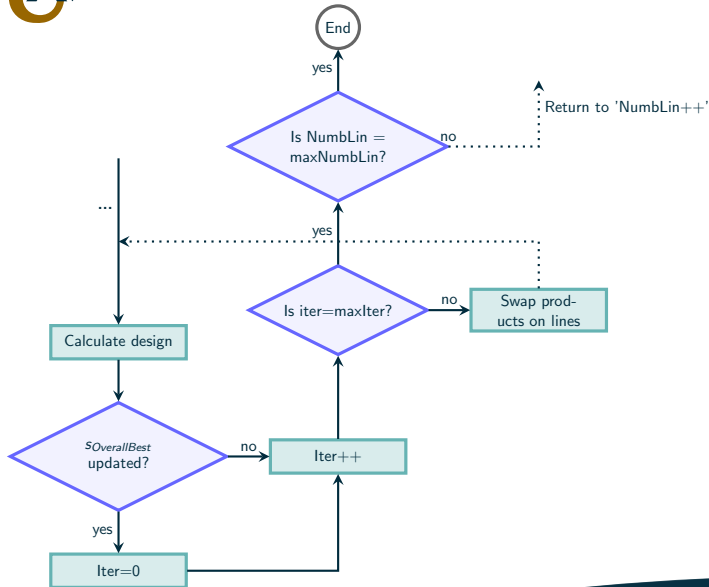 End
yes
Is NumbLin =
maxNumbLin?
no
Return to 'NumbLin++'
...
yes
Is iter=maxIter?
no
Swap prod-
ucts on lines
Calculate design
sOverallBest
updated?
no
Iter++
yes
Iter=0